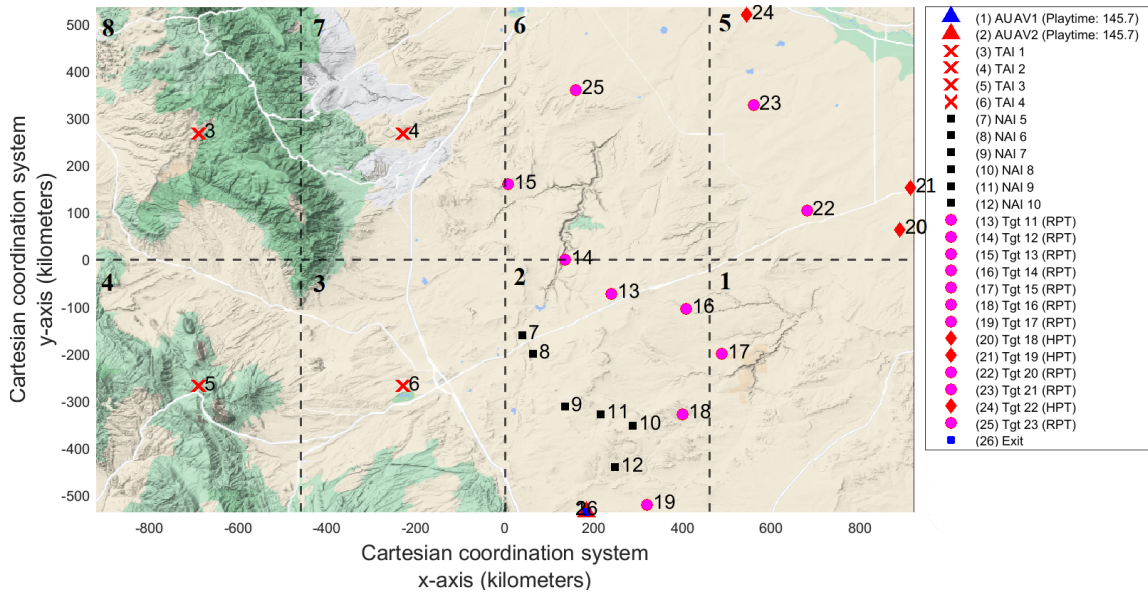 8
7
6
5
24
25
23
3
4
15
21
22
20
14
4
3
2
1
13
16
7
8
17
5
6
9
11
18
10
12
19
26
500
400
300
200
100
0
-100
-200
-300
-400
-500
-800
-600
-400
-200
0
200
400
600
800
Cartesian coordination system
y-axis (kilometers)
Cartesian coordination system
x-axis (kilometers)
(1) AUAV1 (Playtime: 145.7)
(2) AUAV2 (Playtime: 145.7)
(3) TAI 1
(4) TAI 2
(5) TAI 3
(6) TAI 4
(7) NAI 5
(8) NAI 6
(9) NAI 7
(10) NAI 8
(11) NAI 9
(12) NAI 10
(13) Tgt 11 (RPT)
(14) Tgt 12 (RPT)
(15) Tgt 13 (RPT)
(16) Tgt 14 (RPT)
(17) Tgt 15 (RPT)
(18) Tgt 16 (RPT)
(19) Tgt 17 (RPT)
(20) Tgt 18 (HPT)
(21) Tgt 19 (HPT)
(22) Tgt 20 (RPT)
(23) Tgt 21 (RPT)
(24) Tgt 22 (HPT)
(25) Tgt 23 (RPT)
(26) Exit